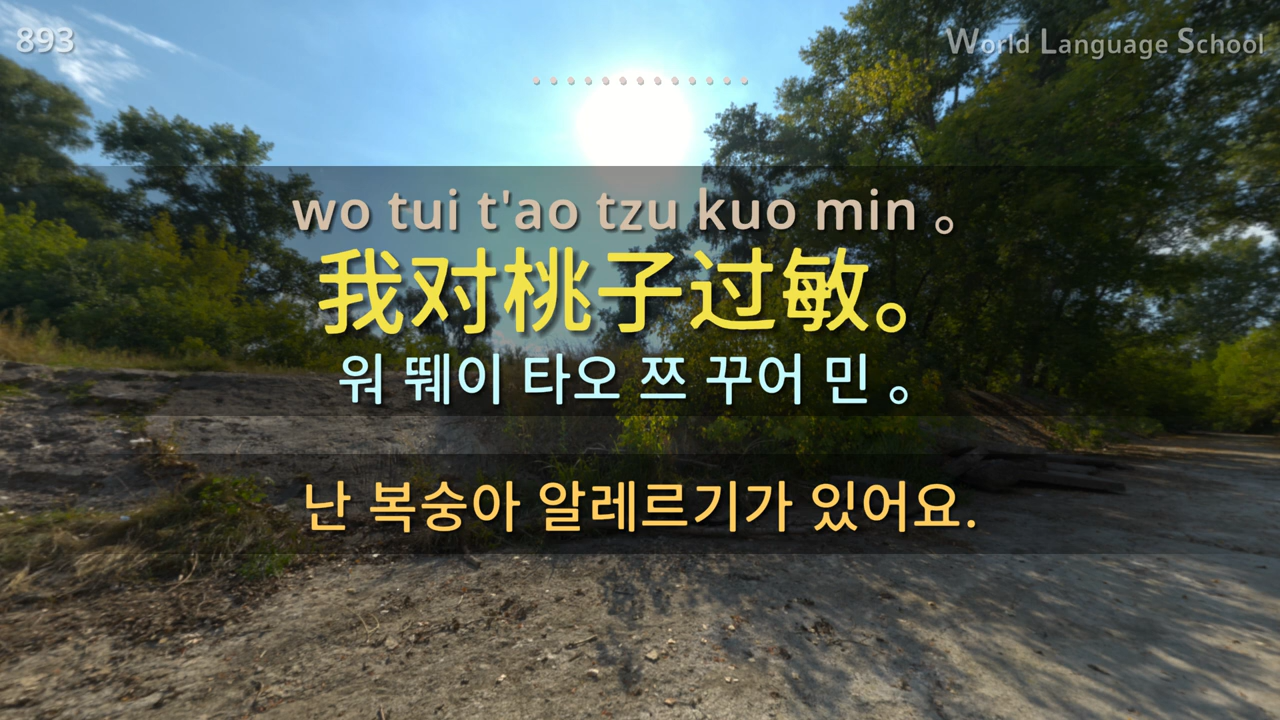 893
World Language School
wo tui t'ao tzu kuo min 。
我对桃子过敏。
워 뛔이 타오 쯔 꾸어 민 。
난 복숭아 알레르기가 있어요.